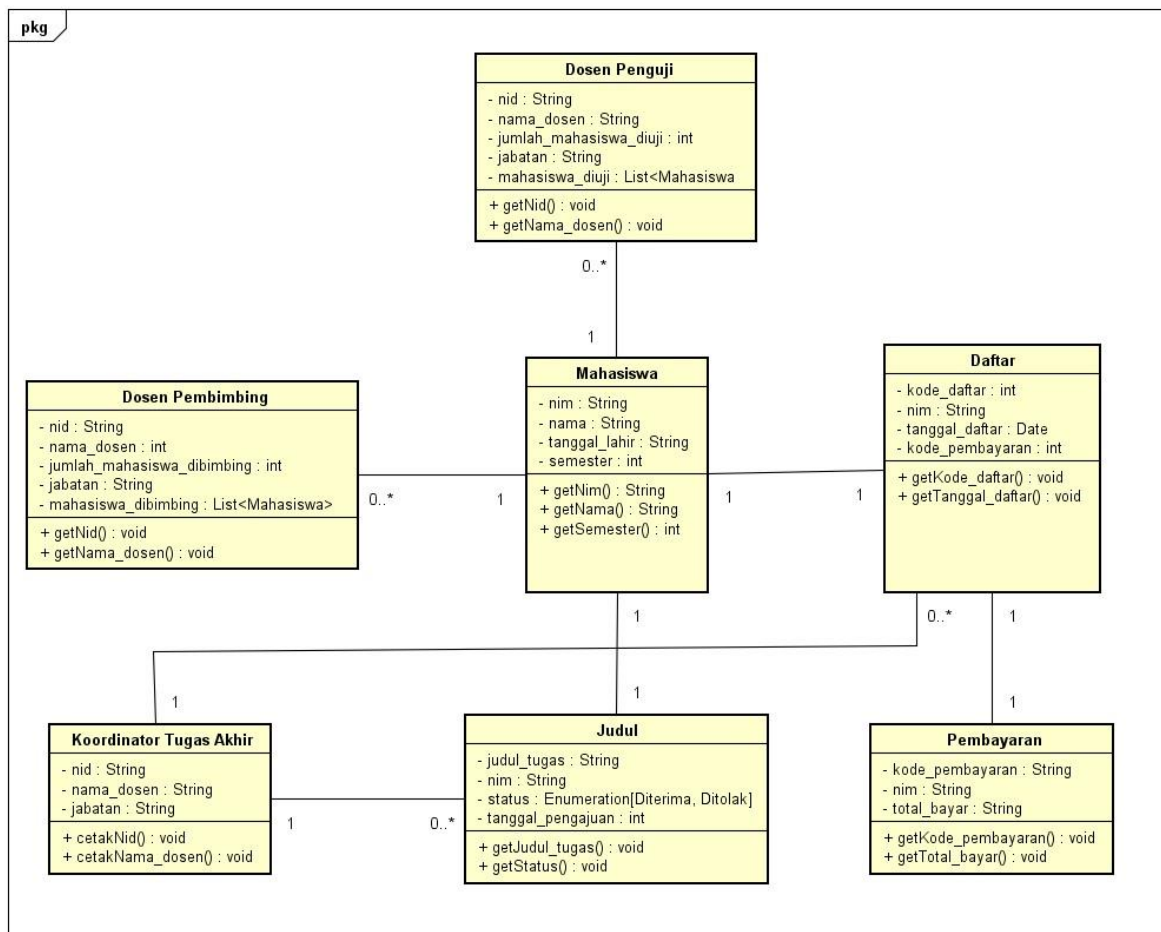 pkg
Dosen Penguji
- nid : String
- nama_dosen : String
- jumlah_mahasiswa_diuji : int
- jabatan : String
- mahasiswa_diuji : List<Mahasiswa
+ getNid() : void
+ getNama_dosen() : void
0..*
1
Mahasiswa
- nim : String
- nama : String
- tanggal_lahir : String
- semester : int
+ getNim() : String
+ getNama() : String
+ getSemester() : int
Daftar
- kode_daftar : int
- nim : String
- tanggal_daftar : Date
- kode_pembayaran : int
+ getKode_daftar() : void
+ getTanggal_daftar() : void
Dosen Pembimbing
- nid : String
- nama_dosen : int
- jumlah_mahasiswa_dibimbing : int
- jabatan : String
- mahasiswa_dibimbing : List<Mahasiswa>
+ getNid() : void
+ getNama_dosen() : void
0..*
1
1
1
1
0..*
1
1
1
1
Koordinator Tugas Akhir
- nid : String
- nama_dosen : String
- jabatan : String
+ cetakNid() : void
+ cetakNama_dosen() : void
1
0..*
Judul
- judul_tugas : String
- nim : String
- status : Enumeration[Diterima, Ditolak]
- tanggal_pengajuan : int
+ getJudul_tugas() : void
+ getStatus() : void
Pembayaran
- kode_pembayaran : String
- nim : String
- total_bayar : String
+ getKode_pembayaran() : void
+ getTotal_bayar() : void